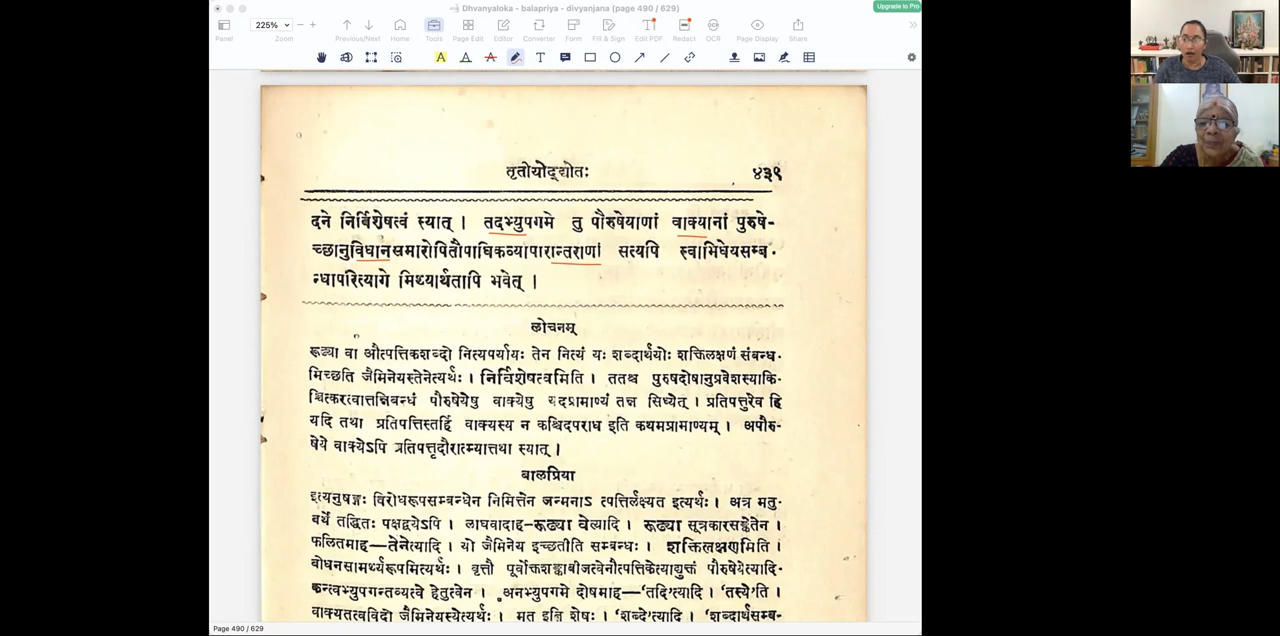 Dhvanyaloka - balapriya - divyanjana (page 490 / 629)
Upgrade to Pro
225%
Panel Zoom Previous/Next Home Tools Page Edit Editor Converter Form Fill & Sign Edit PDF Redact OCR Page Display Share
तृतीयोद्द्योतः ४३९
दने निर्विशेषत्वं स्यात् । तदभ्युपगमे तु पौरुषेयाणां वाक्यानां पुरुषे-
च्छानुविधानसमारोपितौपाधिकव्यापारान्तराणां सत्यपि स्वाभिधेयसम्ब-
न्धापरित्यागे मिथ्यार्थतापि भवेत् ।
लोचनम्
रूढ्या वा औत्पत्तिकशब्दो नित्यपर्यायः तेन नित्यं यः शब्दार्थयोः शक्तिलक्षणं संबन्ध-
मिच्छति जैमिनेयस्तेनेत्यर्थः । निर्विशेषत्वमिति । ततश्च पुरुषदोषानुप्रवेशस्याकि-
ञ्चित्करत्वात्तन्निबन्धं पौरुषेयेषु वाक्येषु यदप्रामाण्यं तन्न सिध्येत् । प्रतिपत्तुरेव हि
यदि तथा प्रतिपत्तिस्तर्हि वाक्यस्य न कश्चिदपराध इति कथमप्रामाण्यम् । अपौरु-
षेये वाक्येऽपि प्रतिपत्तृदौरात्म्यात्तथा स्यात् ।
बालप्रिया
इत्यनुषङ्गः विरोधरूपसम्बन्धेन निमित्तेन जन्मनाऽ त्पत्तिर्लक्ष्यत इत्यर्थः । अत्र मतु-
बर्थे तद्धितः पक्षद्वयेऽपि । लाघवादाह-रूढ्या वेत्यादि । रूढ्या सूत्रकारसङ्केतेन ।
फलितमाह—तेनेत्यादि । यो जैमिनेय इच्छतीति सम्बन्धः । शक्तिलक्षणमिति ।
बोधनसामर्थ्यरूपमित्यर्थः । वृत्तौ पूर्वोक्तशङ्काबीजत्वेनौत्पत्तिकेत्याद्युक्तं पौरुषेयेत्यादि-
कन्त्वभ्युपगन्तव्यत्वे हेतुत्वेन । अनभ्युपगमे दोषमाह—‘तदि’त्यादि । ‘तस्ये’ति ।
वाक्यतत्वविदो जैमिनेयस्येत्यर्थः । मत इति शेषः । ‘शब्दे’त्यादि । ‘शब्दार्थसम्ब-
Page 490 / 629